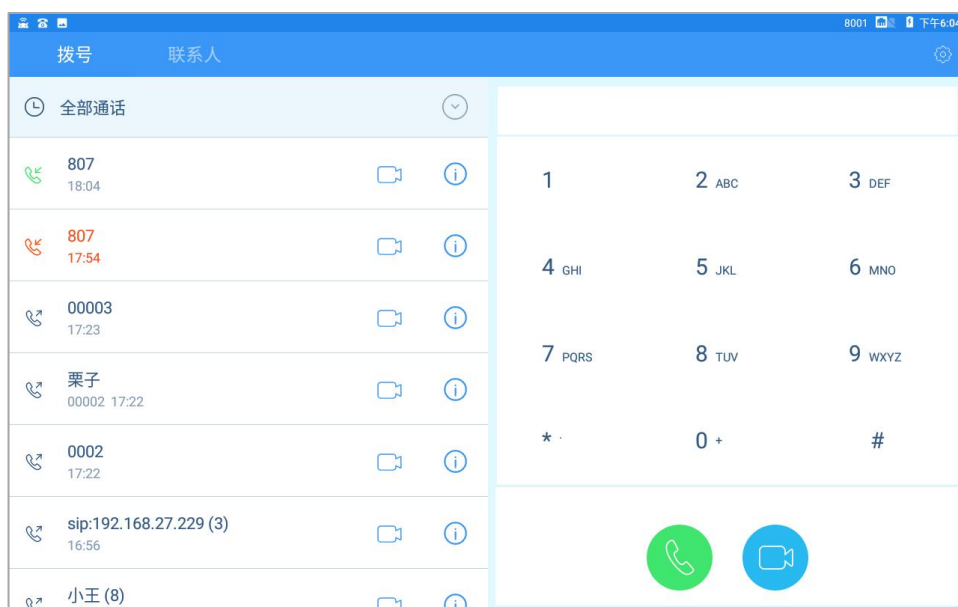 8001 下午6:04
拨号 联系人
全部通话
807
18:04
807
17:54
00003
17:23
栗子
00002 17:22
0002
17:22
sip:192.168.27.229 (3)
16:56
小王 (8)
1 2 ABC 3 DEF
4 GHI 5 JKL 6 MNO
7 PQRS 8 TUV 9 WXYZ
* · 0 + #